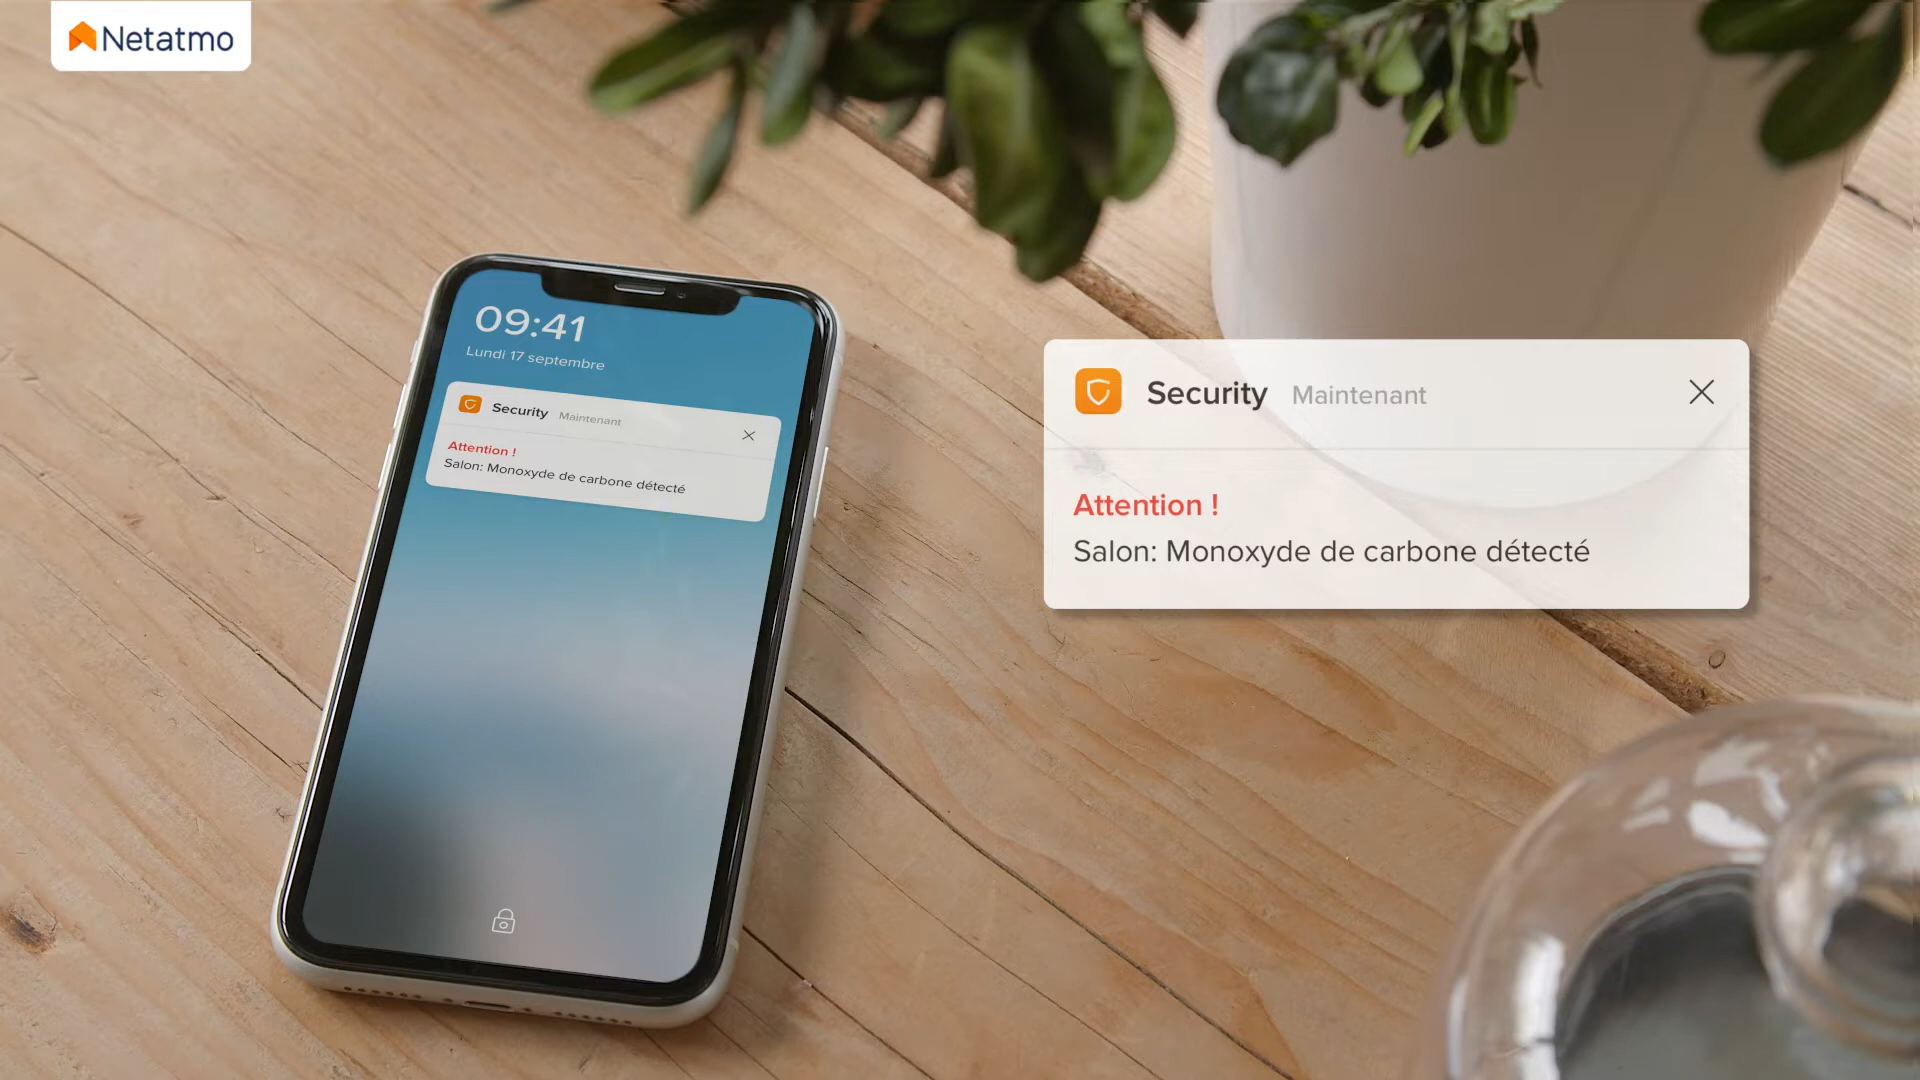 Netatmo
09:41
Lundi 17 septembre
Security Maintenant
Attention !
Salon: Monoxyde de carbone détecté
Security Maintenant
Attention !
Salon: Monoxyde de carbone détecté